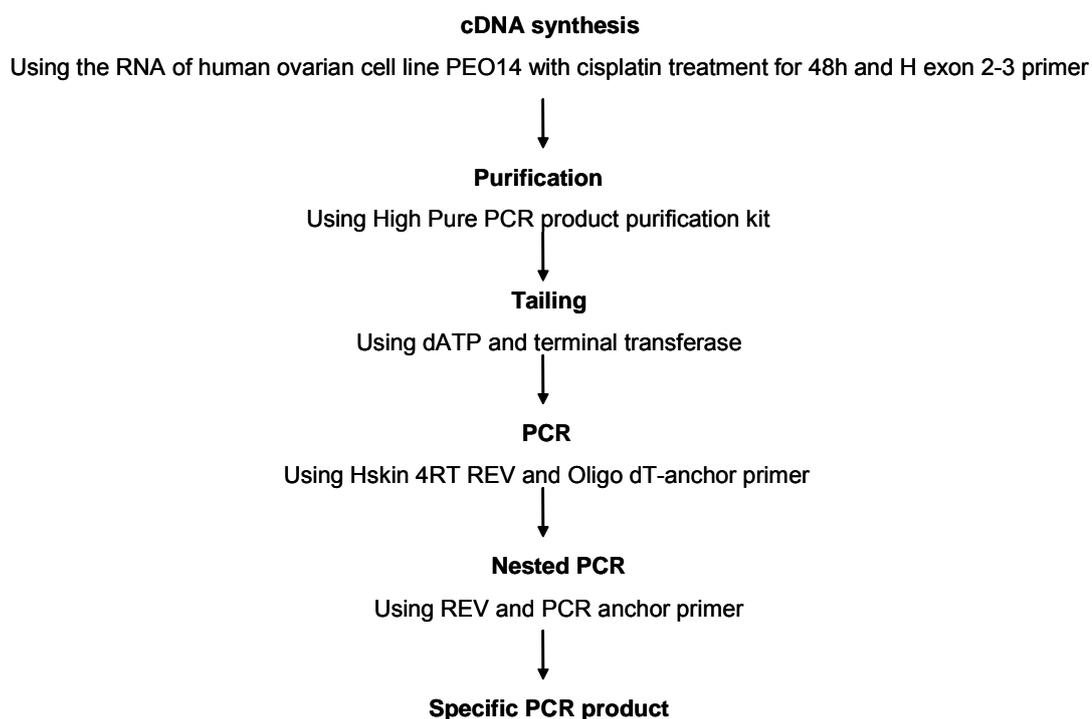 cDNA synthesis
Using the RNA of human ovarian cell line PEO14 with cisplatin treatment for 48h and H exon 2-3 primer
Purification
Using High Pure PCR product purification kit
Tailing
Using dATP and terminal transferase
PCR
Using Hskin 4RT REV and Oligo dT-anchor primer
Nested PCR
Using REV and PCR anchor primer
Specific PCR product